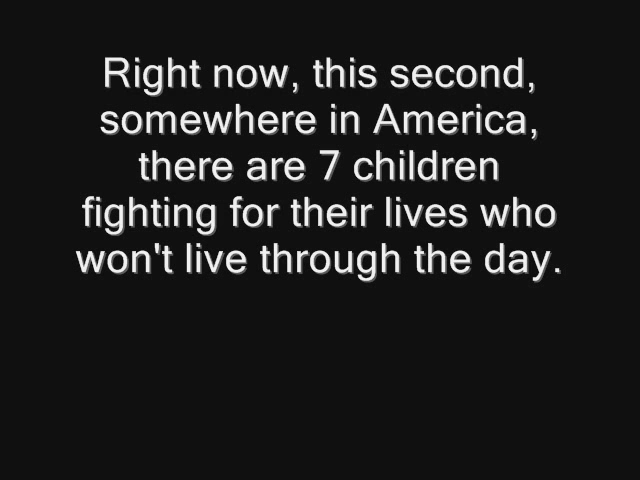 Right now, this second,
somewhere in America,
there are 7 children
fighting for their lives who
won't live through the day.